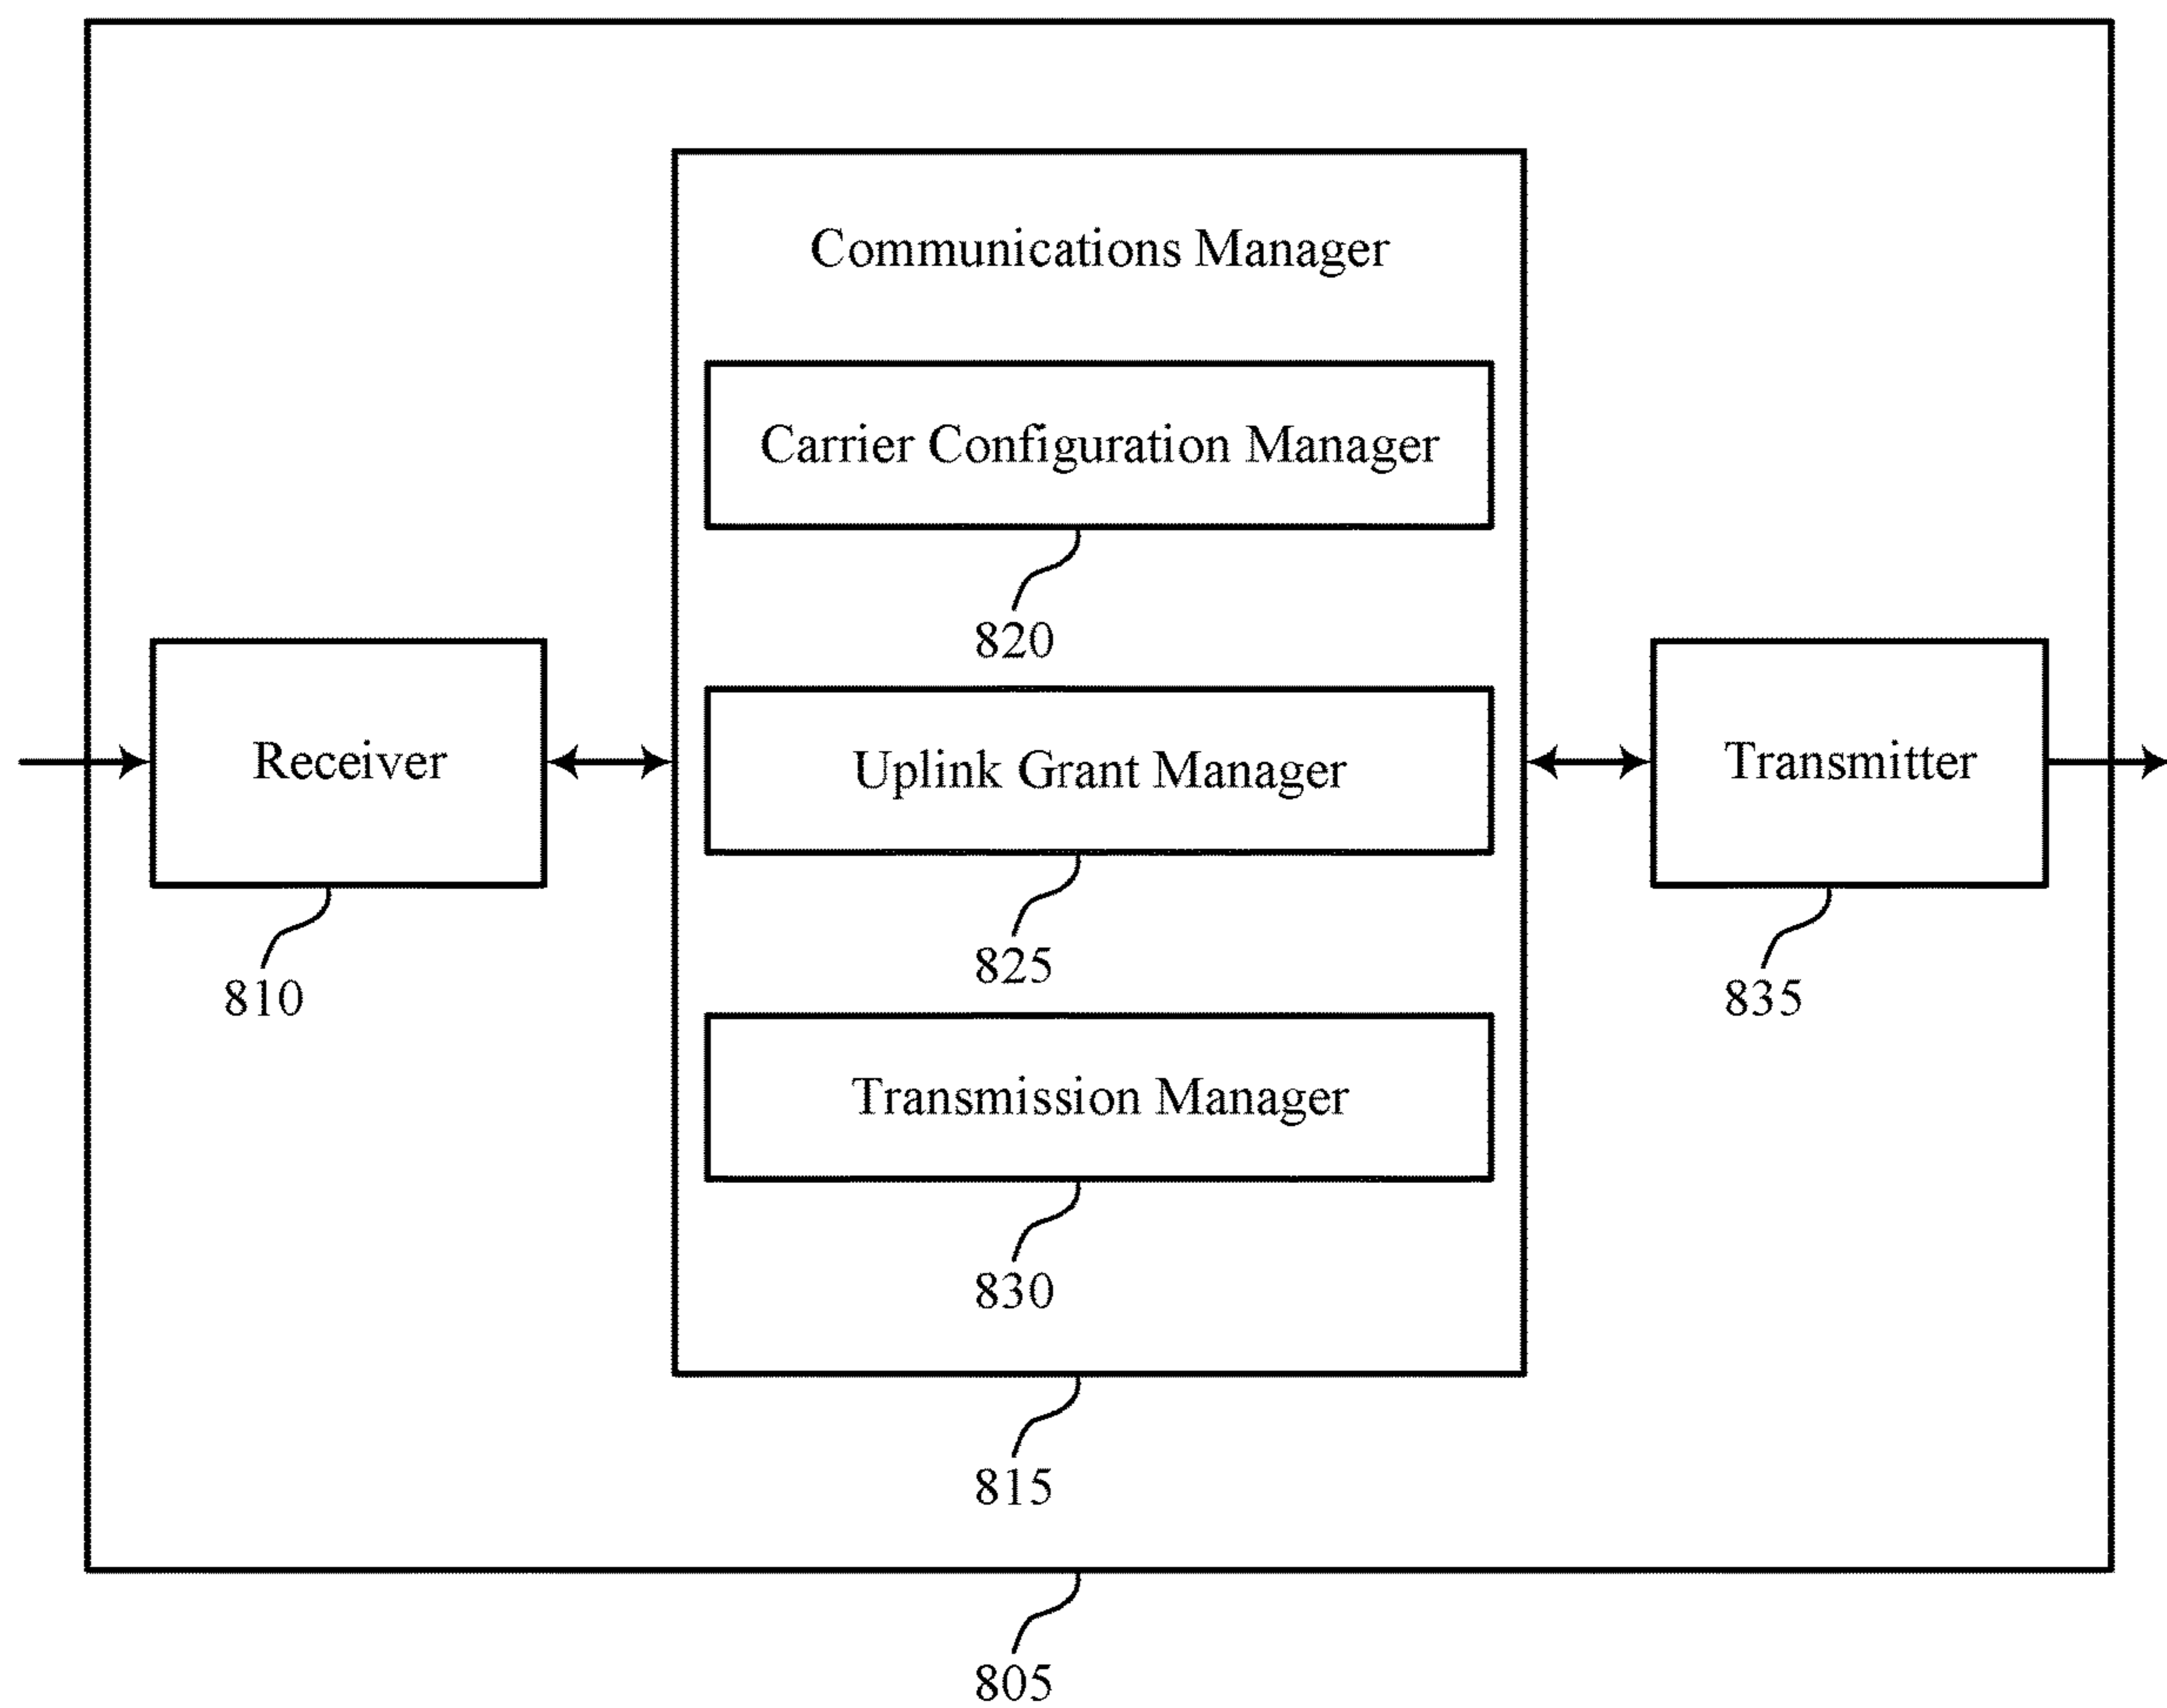 Communications Manager
Carrier Configuration Manager
820
Receiver
Uplink Grant Manager
Transmitter
825
810
835
Transmission Manager
830
815
805